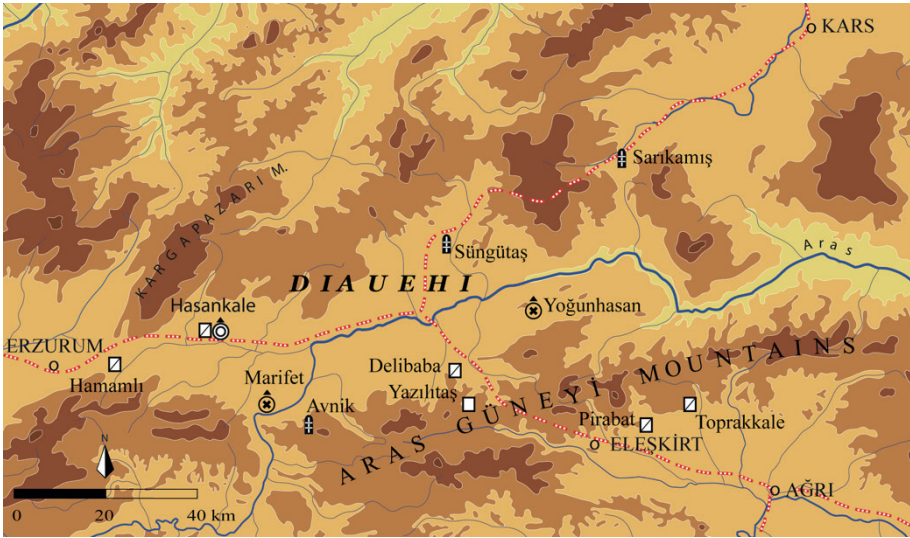 KARS
Sarıkamış
KARGAPAZARI M.
Süngütaş
Aras
DIAUEHI
Hasankale
Yoğunhasan
ERZURUM
Hamamlı
Delibaba
Marifet
Yazılıtaş
Avnik
ARAS GÜNEYİ MOUNTAINS
Pirabat
Toprakkale
ELEŞKİRT
N
AĞRI
0 20 40 km